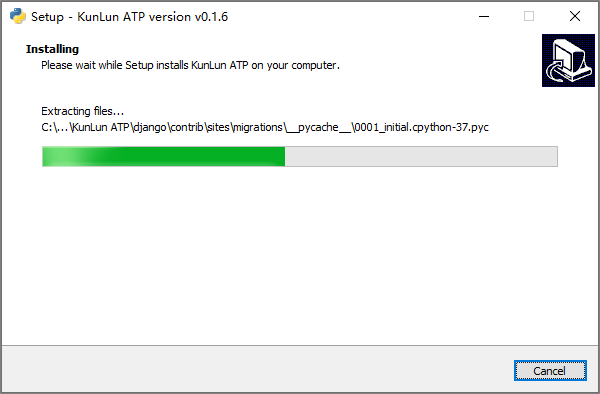 Setup - KunLun ATP version v0.1.6
Installing
Please wait while Setup installs KunLun ATP on your computer.
Extracting files...
C:\...\KunLun ATP\django\contrib\sites\migrations\__pycache__\0001_initial.cpython-37.pyc
Cancel